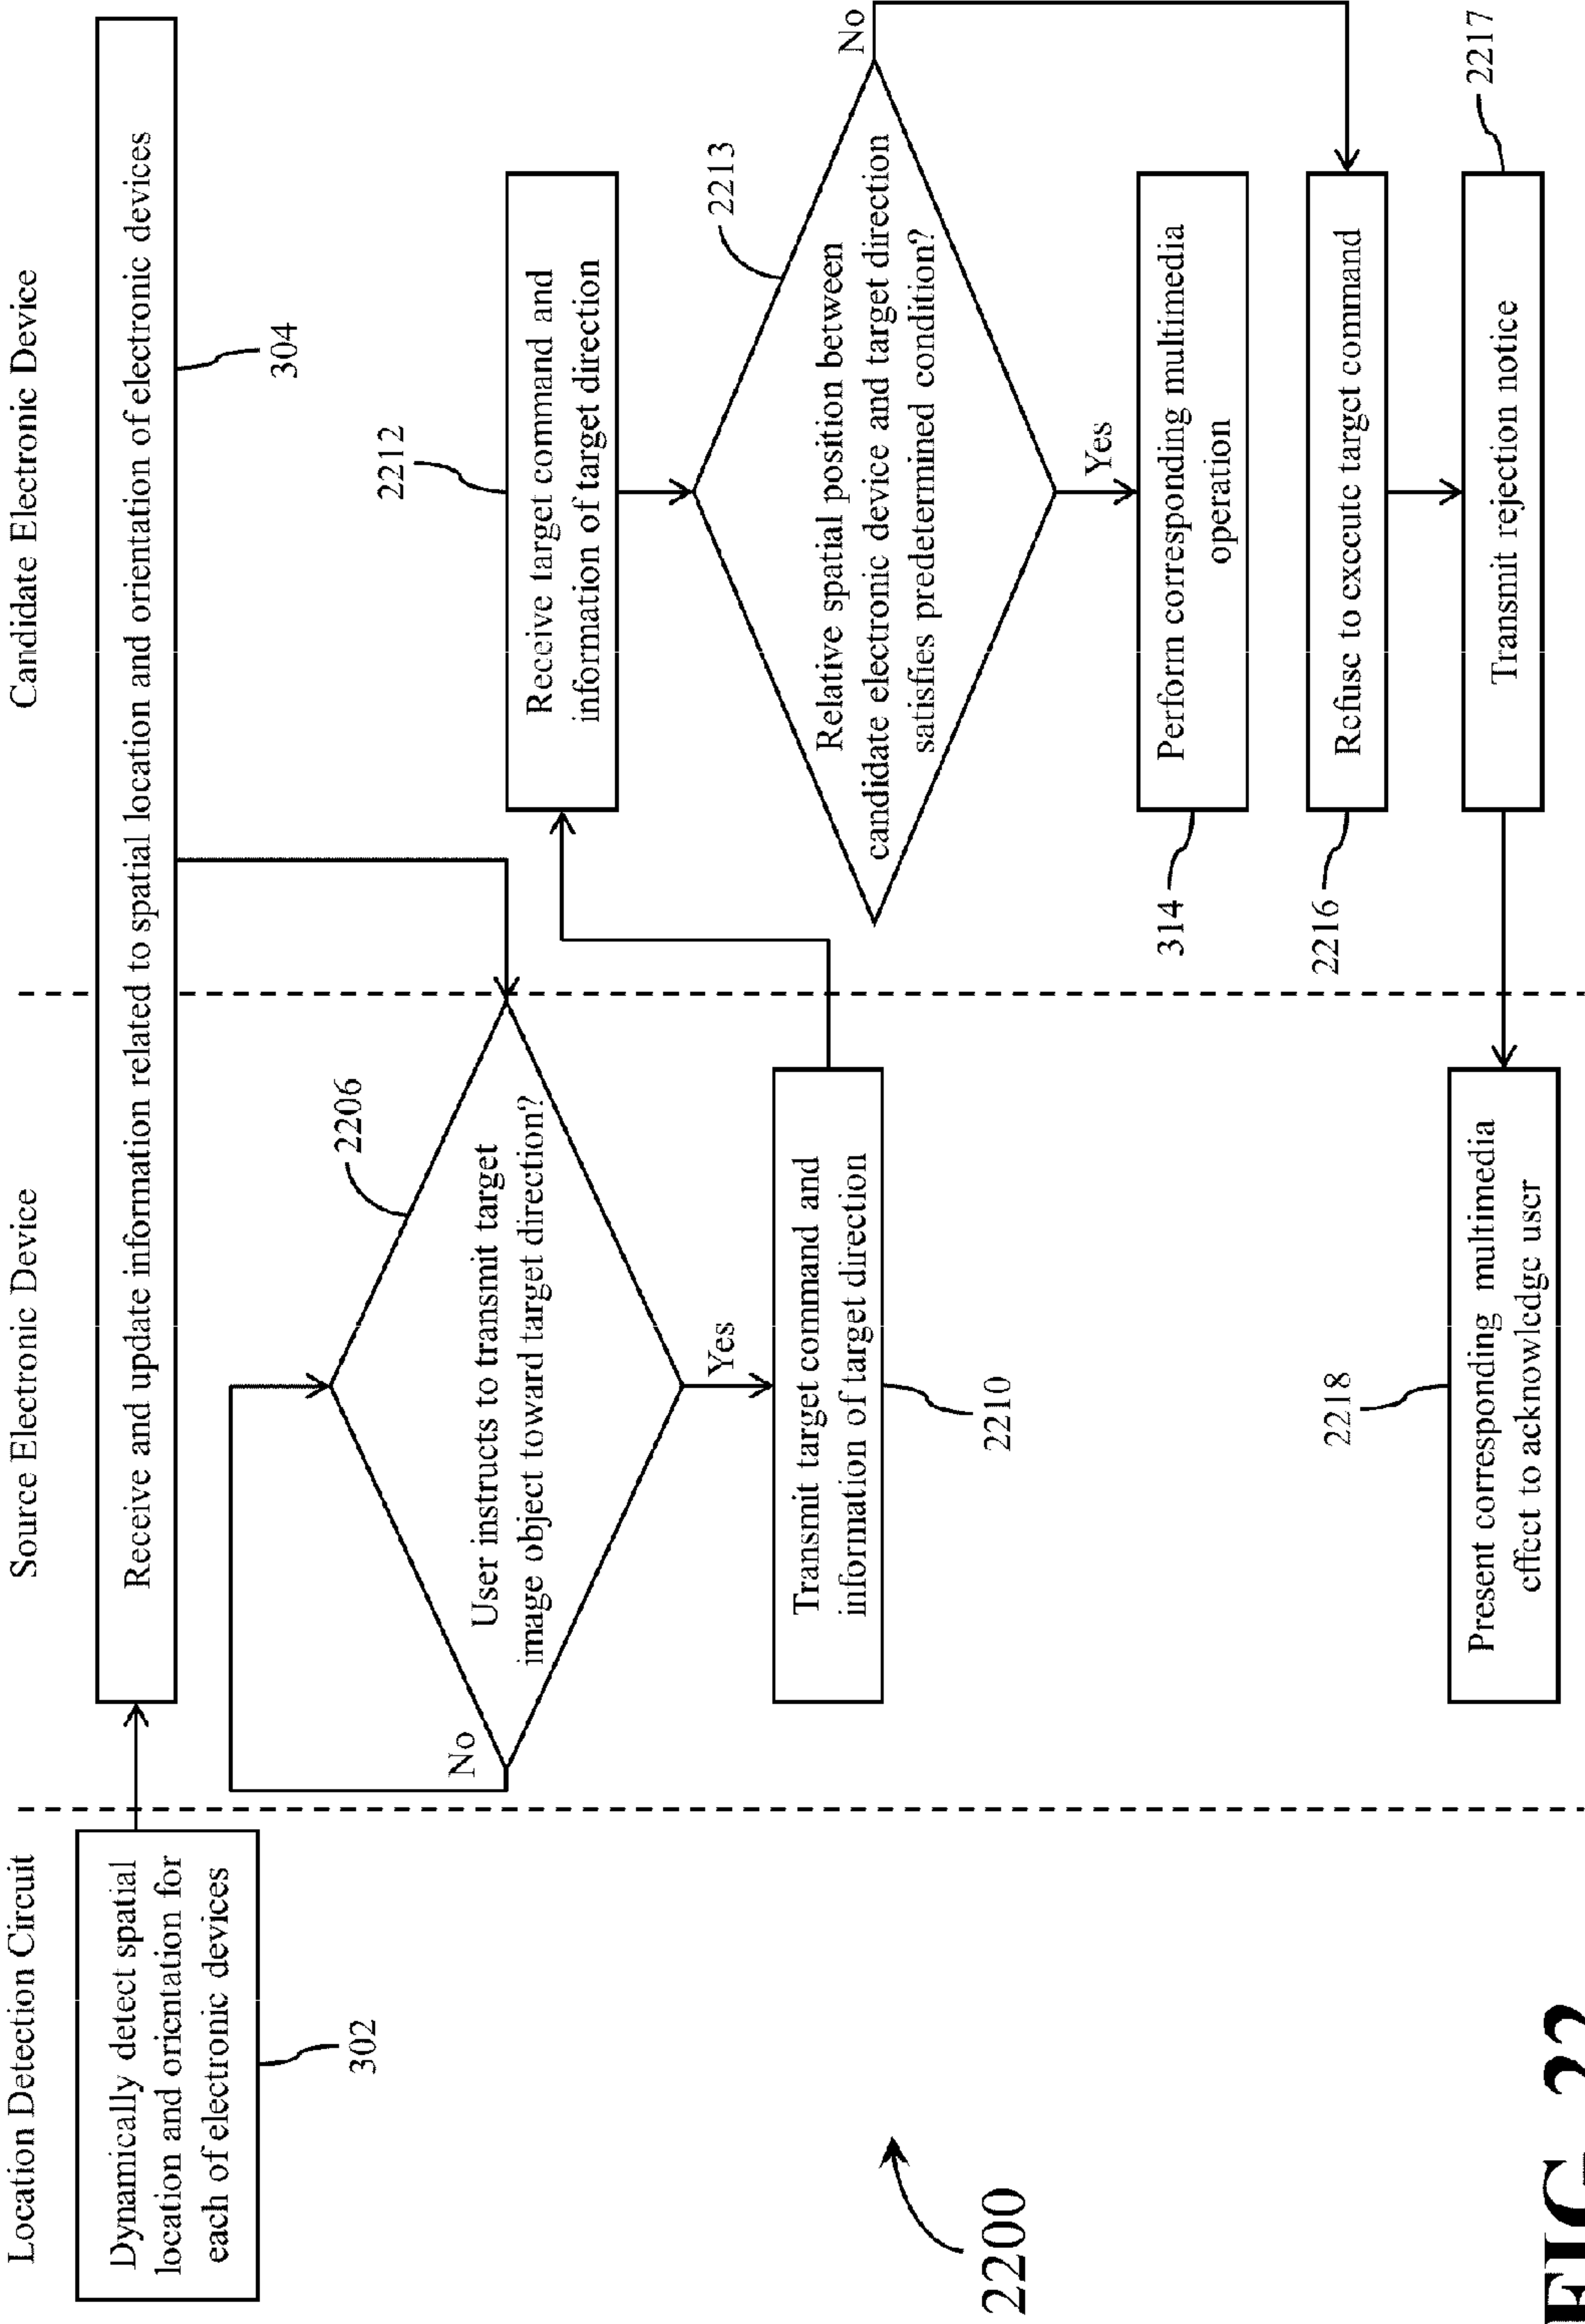 Location Detection Circuit
Source Electronic Device
Candidate Electronic Device
Dynamically detect spatial
location and orientation for
each of electronic devices
302
Receive and update information related to spatial location and orientation of electronic devices
304
2206
User instructs to transmit target
image object toward target direction?
No
Yes
Transmit target command and
information of target direction
2210
2212
Receive target command and
information of target direction
2213
Relative spatial position between
candidate electronic device and target direction
satisfies predetermined condition?
No
Yes
Perform corresponding multimedia
operation
314
Refuse to execute target command
2216
Transmit rejection notice
2217
2218
Present corresponding multimedia
effect to acknowledge user
2200
FIG. 22